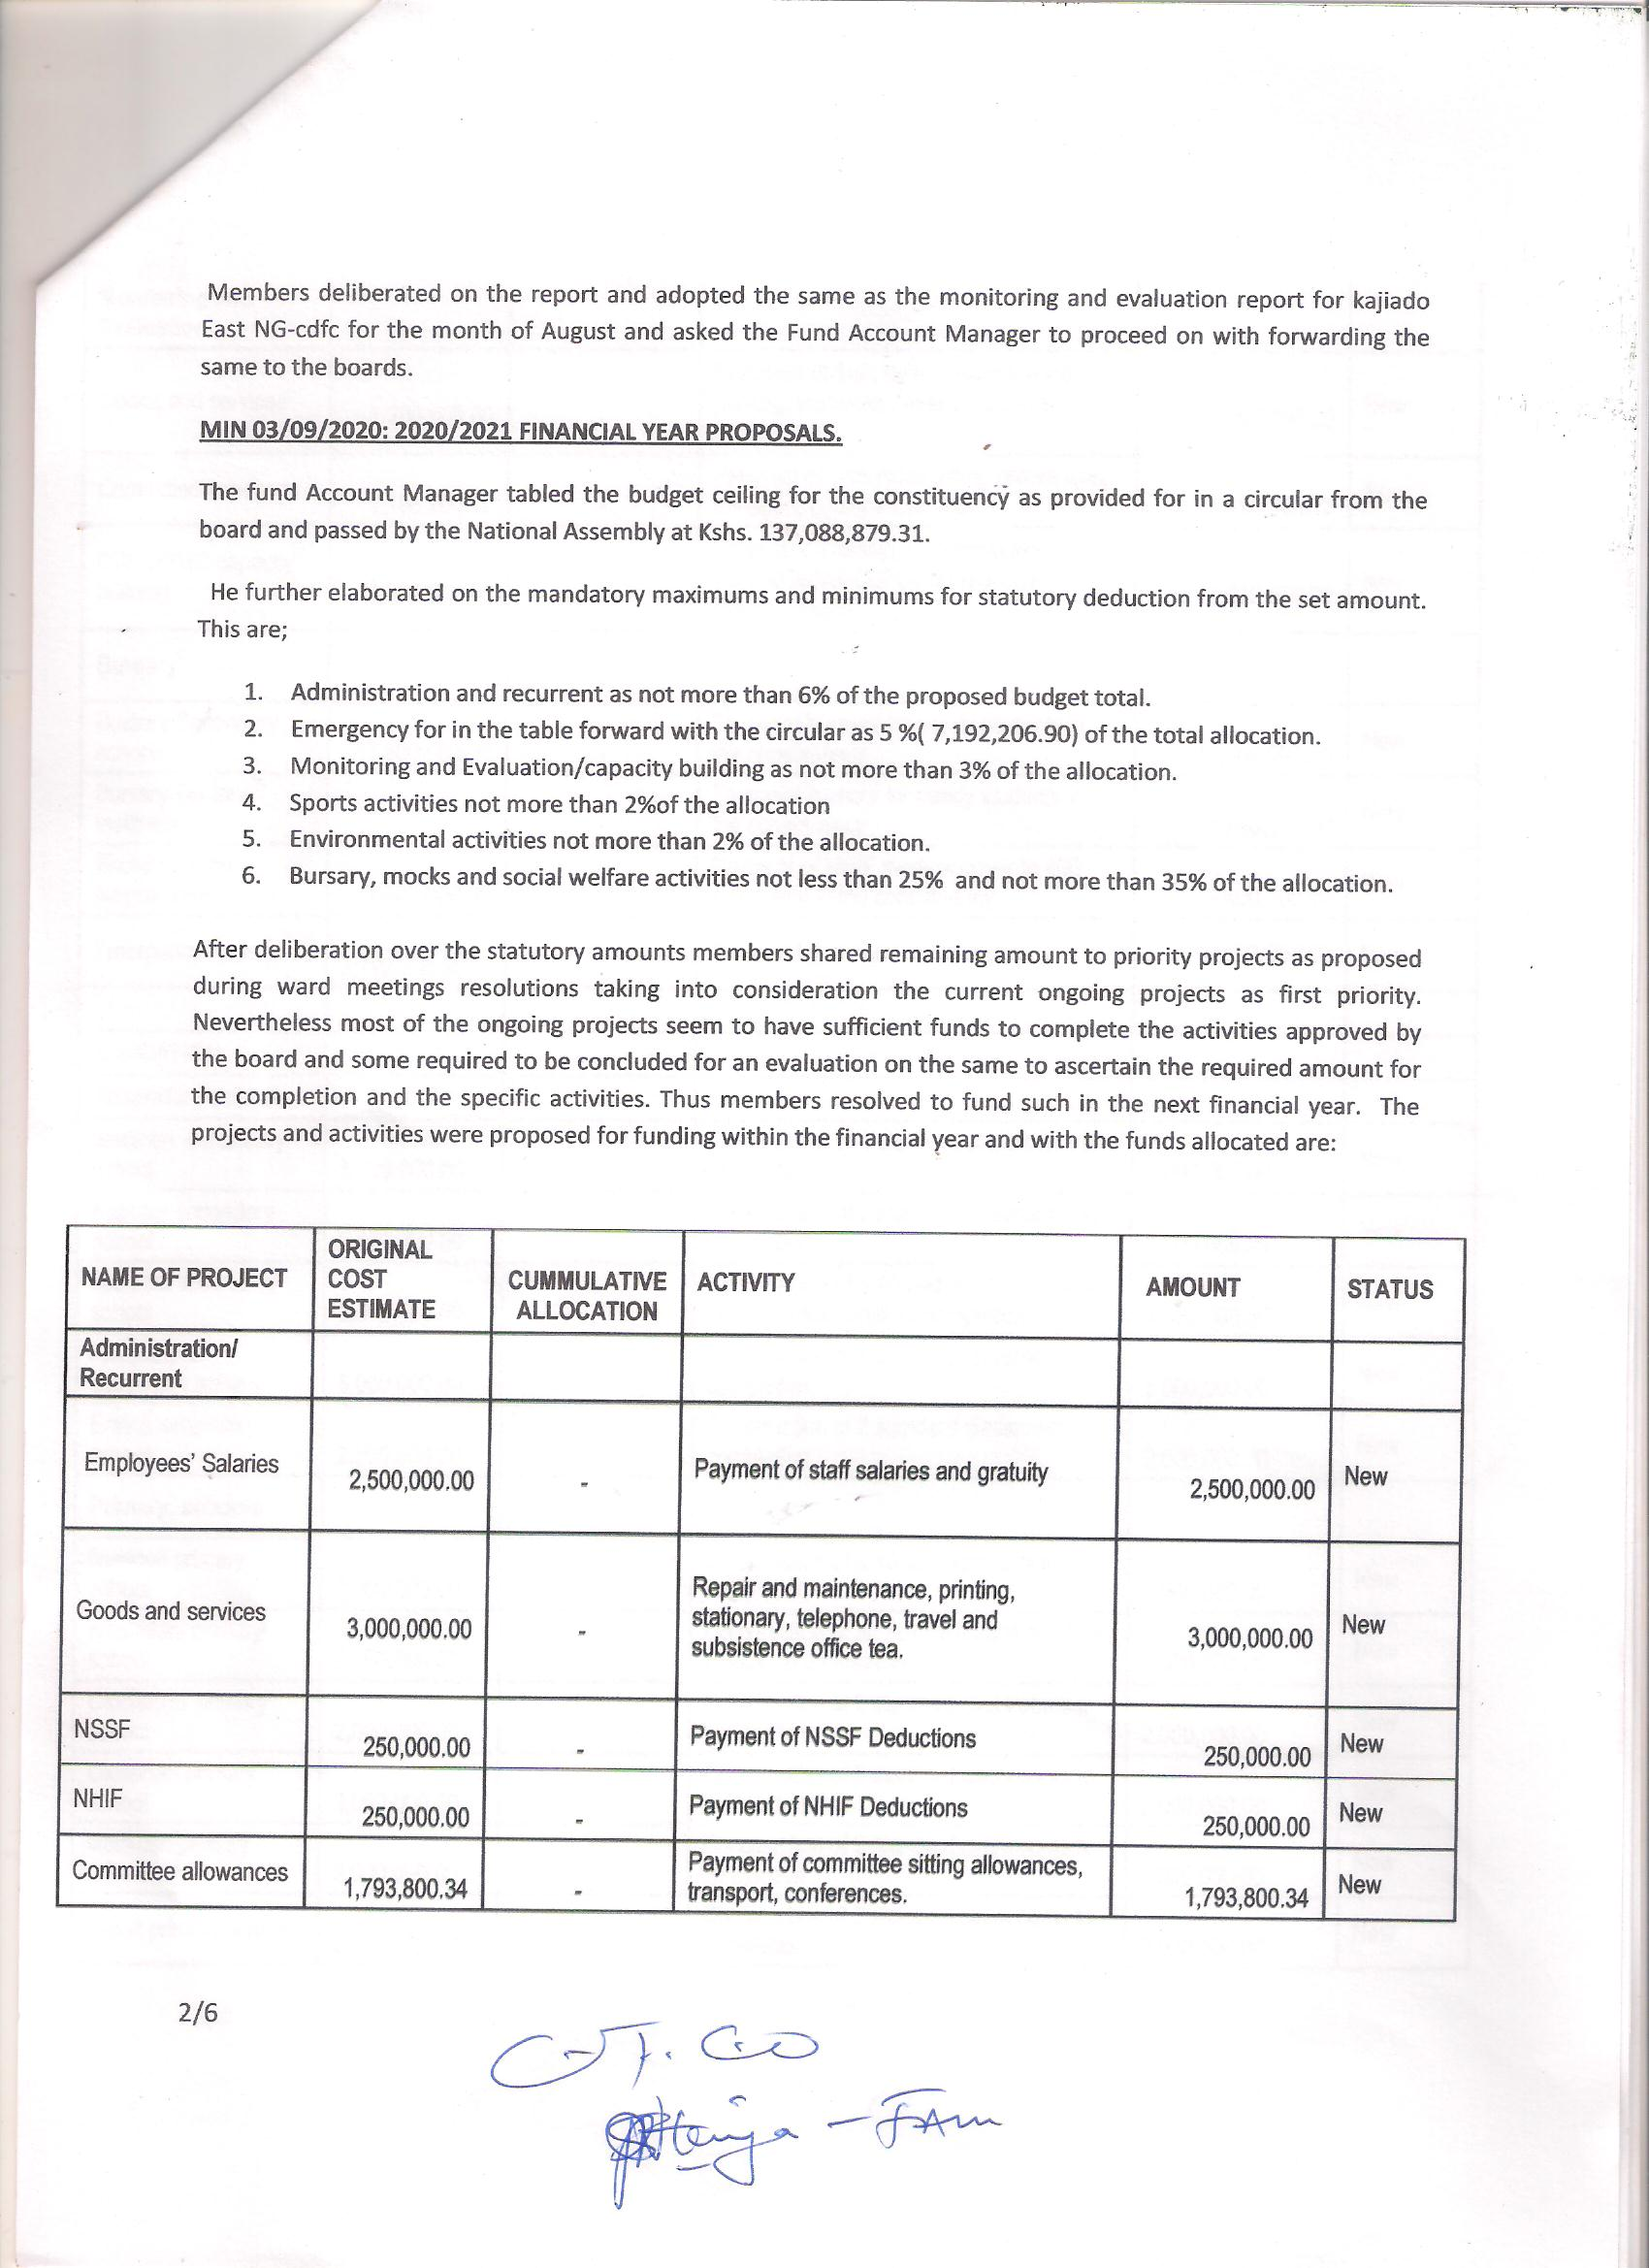 Members deliberated on the report and adopted the same as the monitoring and evaluation report for kajiado
East NG-cdfc for the month of August and asked the Fund Account Manager to proceed on with forwarding the
same to the boards.
MIN 03/09/2020: 2020/2021 FINANCIAL YEAR PROPOSALS.
The fund Account Manager tabled the budget ceiling for the constituency as provided for in a circular from the
board and passed by the National Assembly at Kshs. 137,088,879.31.
He further elaborated on the mandatory maximums and minimums for statutory deduction from the set amount.
This are;
1. Administration and recurrent as not more than 6% of the proposed budget total.
2. Emergency for in the table forward with the circular as 5 %( 7,192,206.90) of the total allocation.
3. Monitoring and Evaluation/capacity building as not more than 3% of the allocation.
4. Sports activities not more than 2%of the allocation
5. Environmental activities not more than 2% of the allocation.
6. Bursary, mocks and social welfare activities not less than 25% and not more than 35% of the allocation.
After deliberation over the statutory amounts members shared remaining amount to priority projects as proposed
during ward meetings resolutions taking into consideration the current ongoing projects as first priority.
Nevertheless most of the ongoing projects seem to have sufficient funds to complete the activities approved by
the board and some required to be concluded for an evaluation on the same to ascertain the required amount for
the completion and the specific activities. Thus members resolved to fund such in the next financial year. The
projects and activities were proposed for funding within the financial year and with the funds allocated are:
NAME OF PROJECT
ORIGINAL
COST
ESTIMATE
CUMMULATIVE
ALLOCATION
ACTIVITY
AMOUNT
STATUS
Administration/
Recurrent
Employees' Salaries
2,500,000.00
-
Payment of staff salaries and gratuity
2,500,000.00
New
Goods and services
3,000,000.00
-
Repair and maintenance, printing,
stationary, telephone, travel and
subsistence office tea.
3,000,000.00
New
NSSF
250,000.00
-
Payment of NSSF Deductions
250,000.00
New
NHIF
250,000.00
-
Payment of NHIF Deductions
250,000.00
New
Committee allowances
1,793,800.34
-
Payment of committee sitting allowances,
transport, conferences.
1,793,800.34
New
2/6
- FAM